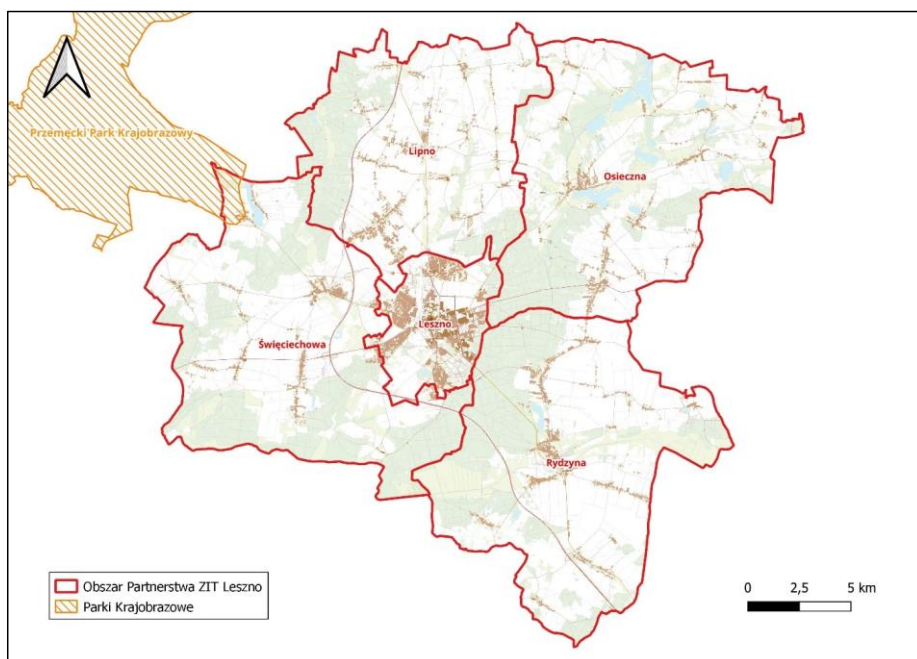 Przemęcki Park Krajobrazowy
Lipno
Osieczna
Leszno
Święciechowa
Rydzyna
Obszar Partnerstwa ZIT Leszno
Parki Krajobrazowe
0 2,5 5 km